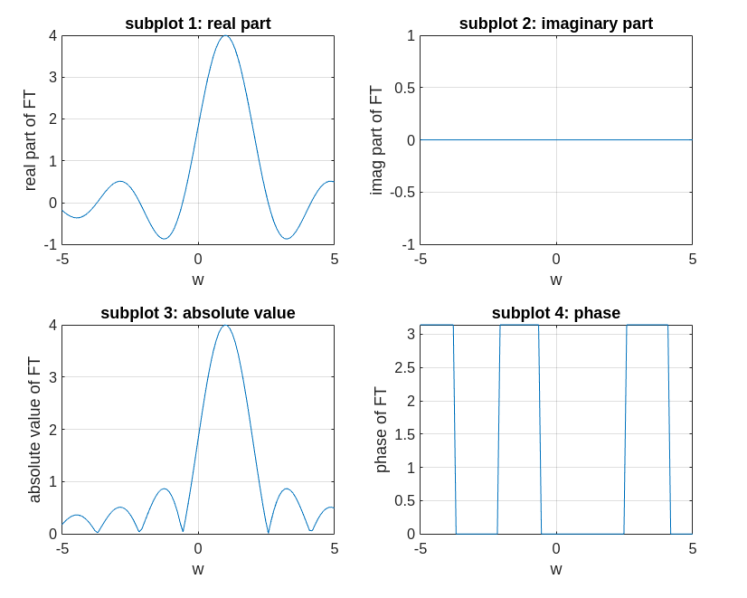 subplot 1: real part
real part of FT
4
3
2
1
0
-1
-5
0
5
w
subplot 2: imaginary part
imag part of FT
1
0.5
0
-0.5
-1
-5
0
5
w
subplot 3: absolute value
absolute value of FT
4
3
2
1
0
-5
0
5
w
subplot 4: phase
phase of FT
3
2.5
2
1.5
1
0.5
0
-5
0
5
w